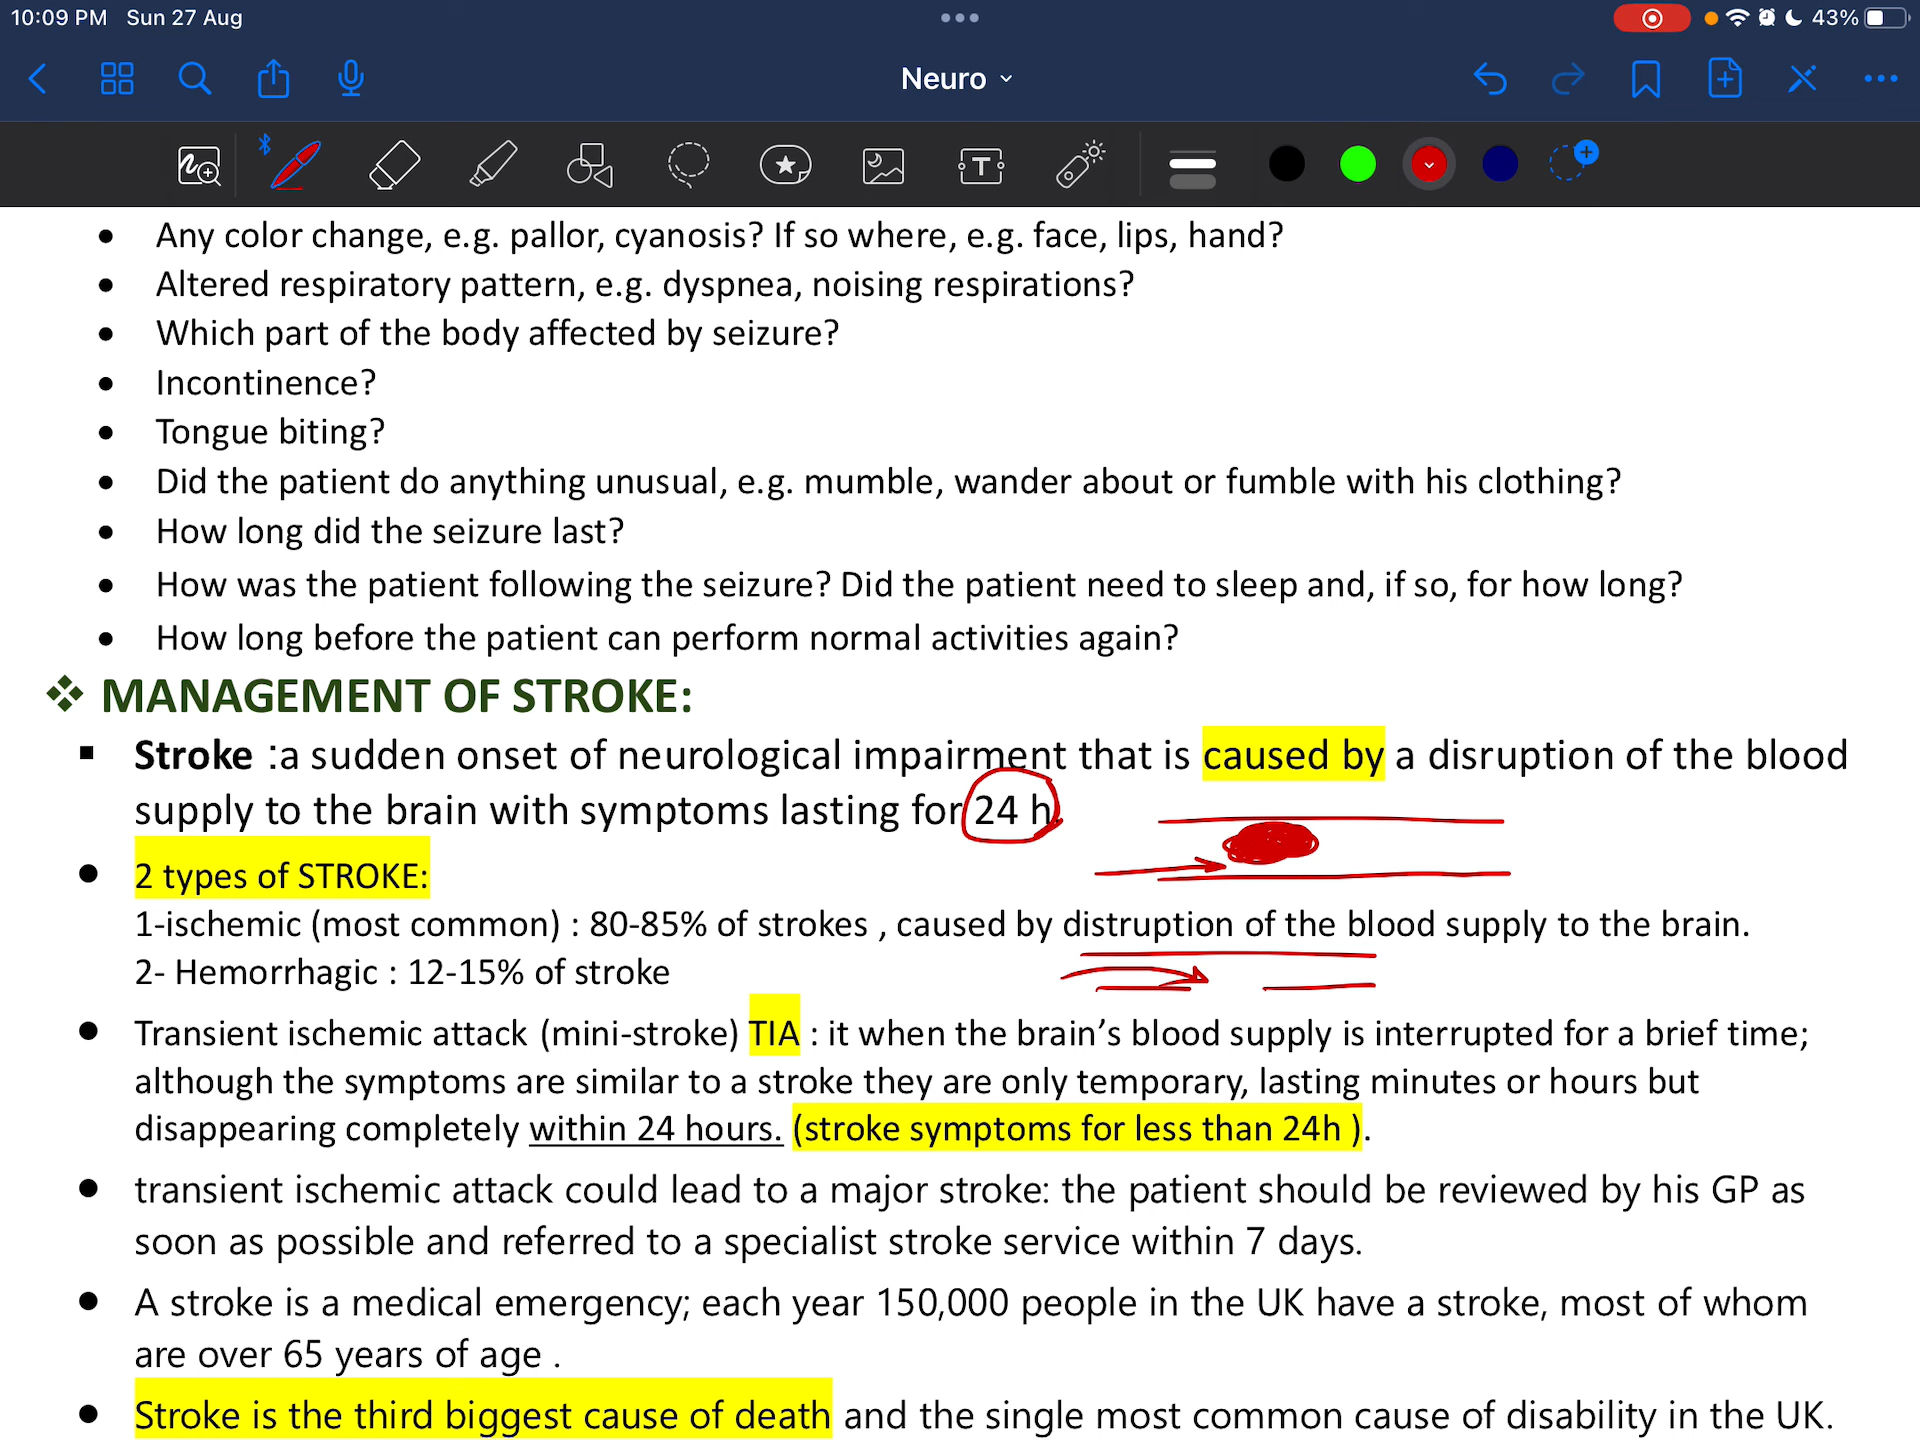 10:09 PM Sun 27 Aug
43%
Neuro
• Any color change, e.g. pallor, cyanosis? If so where, e.g. face, lips, hand?
• Altered respiratory pattern, e.g. dyspnea, noising respirations?
• Which part of the body affected by seizure?
• Incontinence?
• Tongue biting?
• Did the patient do anything unusual, e.g. mumble, wander about or fumble with his clothing?
• How long did the seizure last?
• How was the patient following the seizure? Did the patient need to sleep and, if so, for how long?
• How long before the patient can perform normal activities again?
❖ MANAGEMENT OF STROKE:
▪ Stroke :a sudden onset of neurological impairment that is caused by a disruption of the blood
supply to the brain with symptoms lasting for 24 h.
• 2 types of STROKE:
1-ischemic (most common) : 80-85% of strokes , caused by distruption of the blood supply to the brain.
2- Hemorrhagic : 12-15% of stroke
• Transient ischemic attack (mini-stroke) TIA : it when the brain’s blood supply is interrupted for a brief time;
although the symptoms are similar to a stroke they are only temporary, lasting minutes or hours but
disappearing completely within 24 hours. (stroke symptoms for less than 24h ).
• transient ischemic attack could lead to a major stroke: the patient should be reviewed by his GP as
soon as possible and referred to a specialist stroke service within 7 days.
• A stroke is a medical emergency; each year 150,000 people in the UK have a stroke, most of whom
are over 65 years of age .
• Stroke is the third biggest cause of death and the single most common cause of disability in the UK.